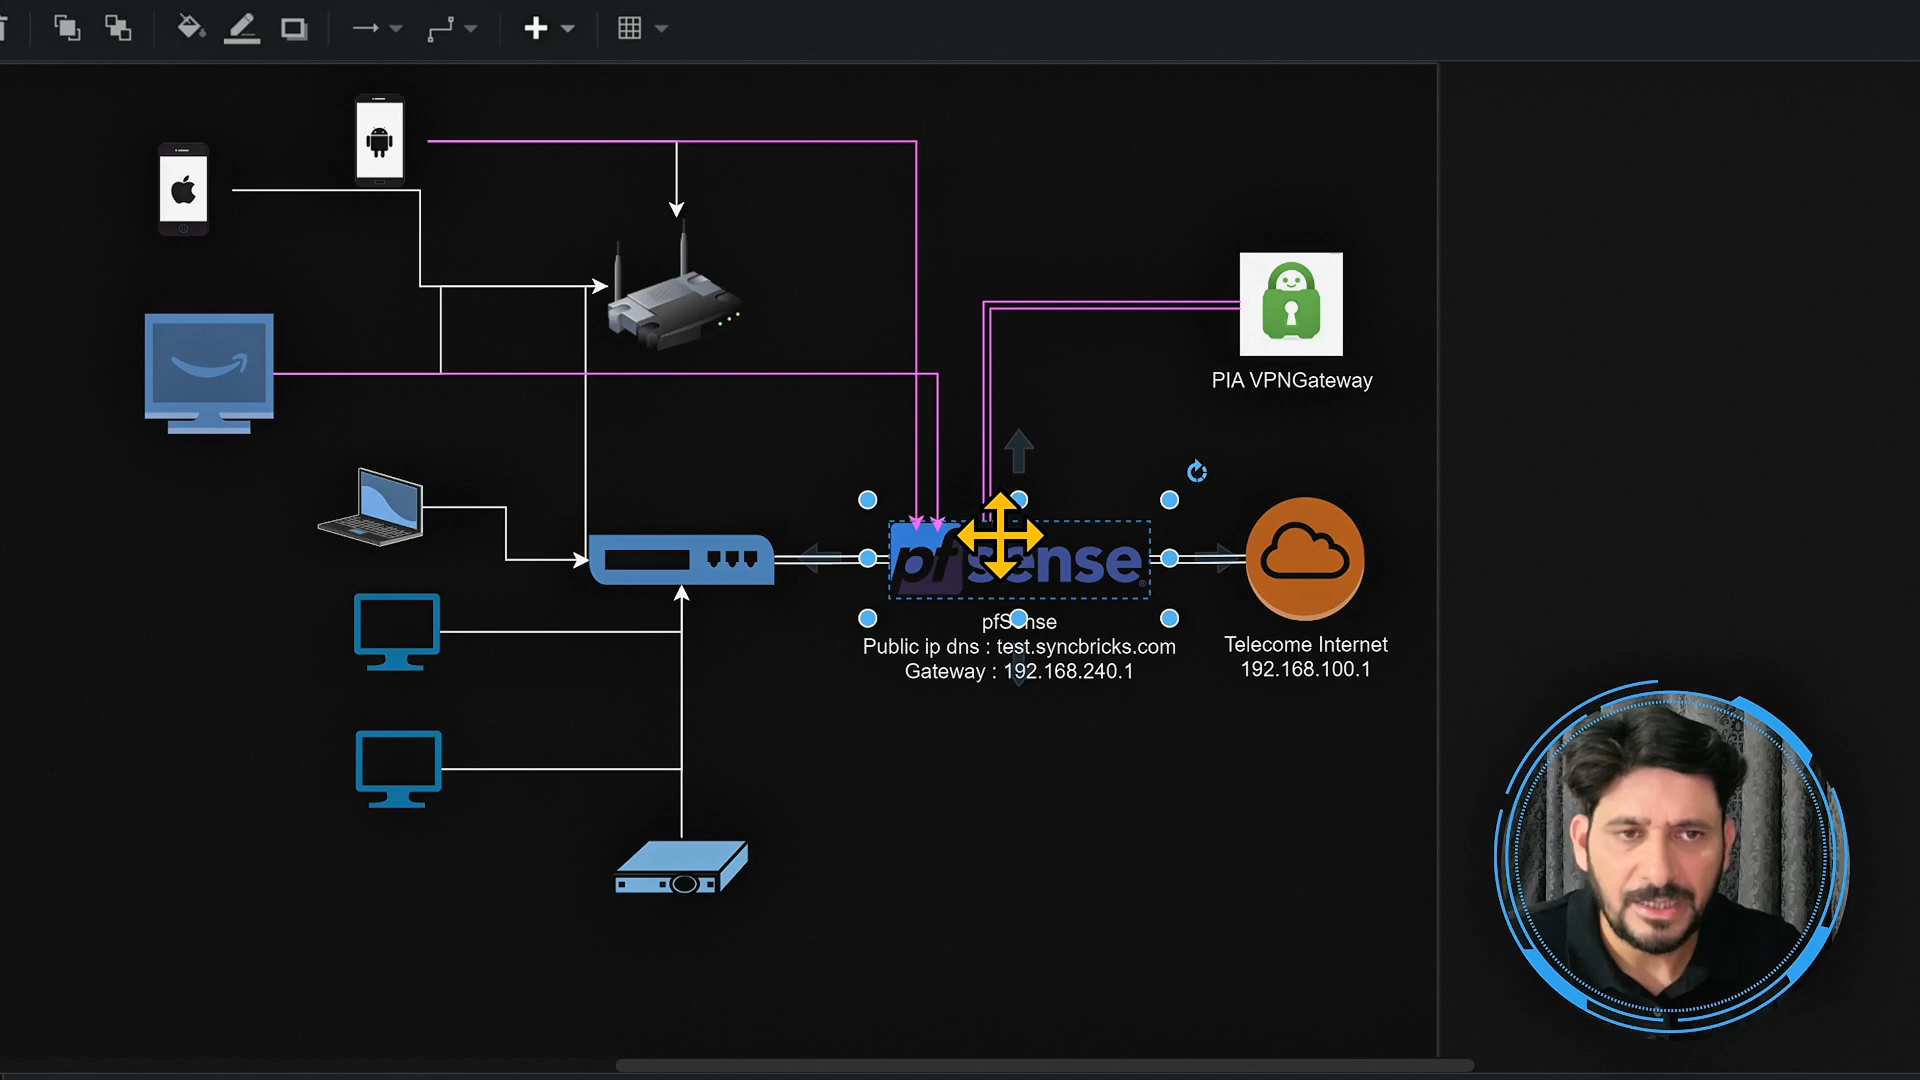 PIA VPNGateway
pfsense
pfSense
Public ip dns : test.syncbricks.com
Gateway : 192.168.240.1
Telecome Internet
192.168.100.1